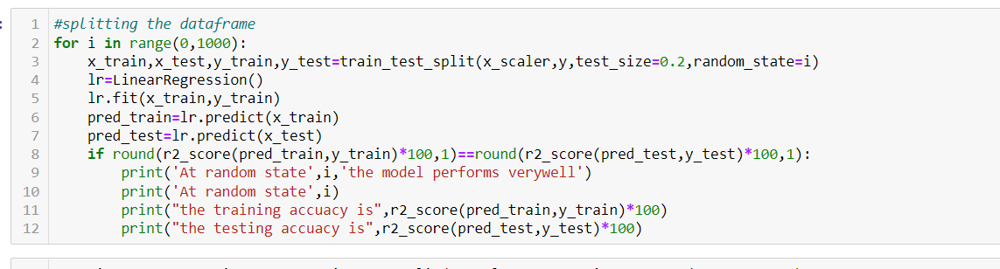 1 #splitting the dataframe
2 for i in range(0,1000):
3 x_train,x_test,y_train,y_test=train_test_split(x_scaler,y,test_size=0.2,random_state=i)
4 lr=LinearRegression()
5 lr.fit(x_train,y_train)
6 pred_train=lr.predict(x_train)
7 pred_test=lr.predict(x_test)
8 if round(r2_score(pred_train,y_train)*100,1)==round(r2_score(pred_test,y_test)*100,1):
9 print('At random state',i,'the model performs verywell')
10 print('At random state',i)
11 print("the training accuacy is",r2_score(pred_train,y_train)*100)
12 print("the testing accuacy is",r2_score(pred_test,y_test)*100)